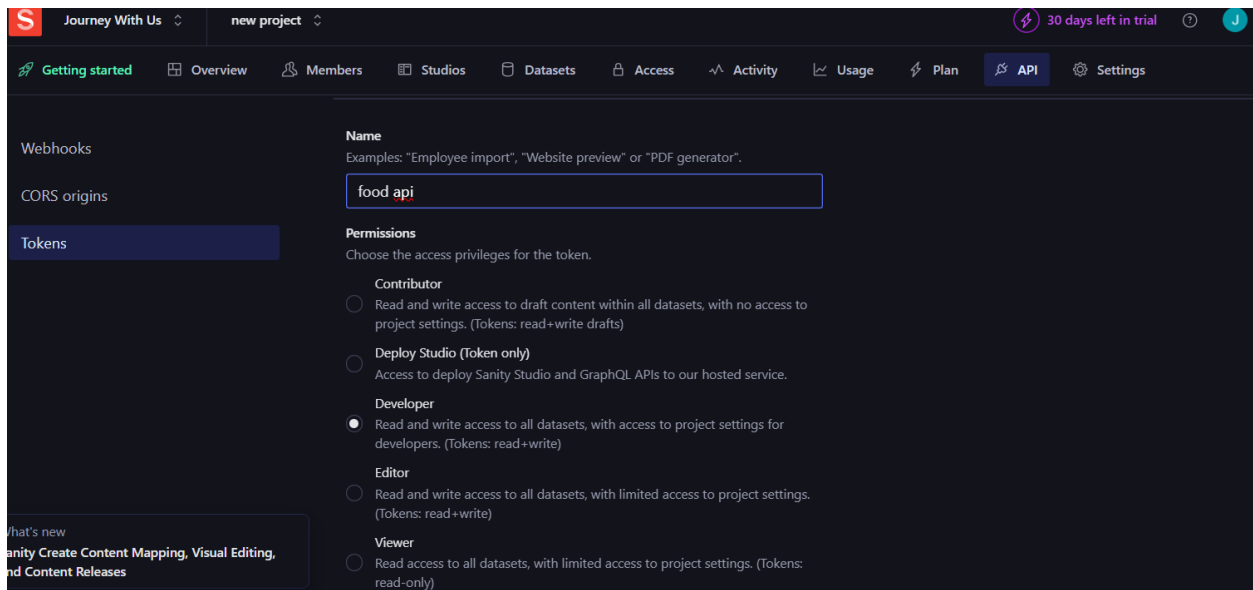 S Journey With Us new project 30 days left in trial ? J
Getting started Overview Members Studios Datasets Access Activity Usage Plan API Settings
Webhooks
CORS origins
Tokens
Name
Examples: "Employee import", "Website preview" or "PDF generator".
food api
Permissions
Choose the access privileges for the token.
Contributor
Read and write access to draft content within all datasets, with no access to
project settings. (Tokens: read+write drafts)
Deploy Studio (Token only)
Access to deploy Sanity Studio and GraphQL APIs to our hosted service.
Developer
Read and write access to all datasets, with access to project settings for
developers. (Tokens: read+write)
Editor
Read and write access to all datasets, with limited access to project settings.
(Tokens: read+write)
Viewer
Read access to all datasets, with limited access to project settings. (Tokens:
read-only)
What's new
anity Create Content Mapping, Visual Editing,
nd Content Releases